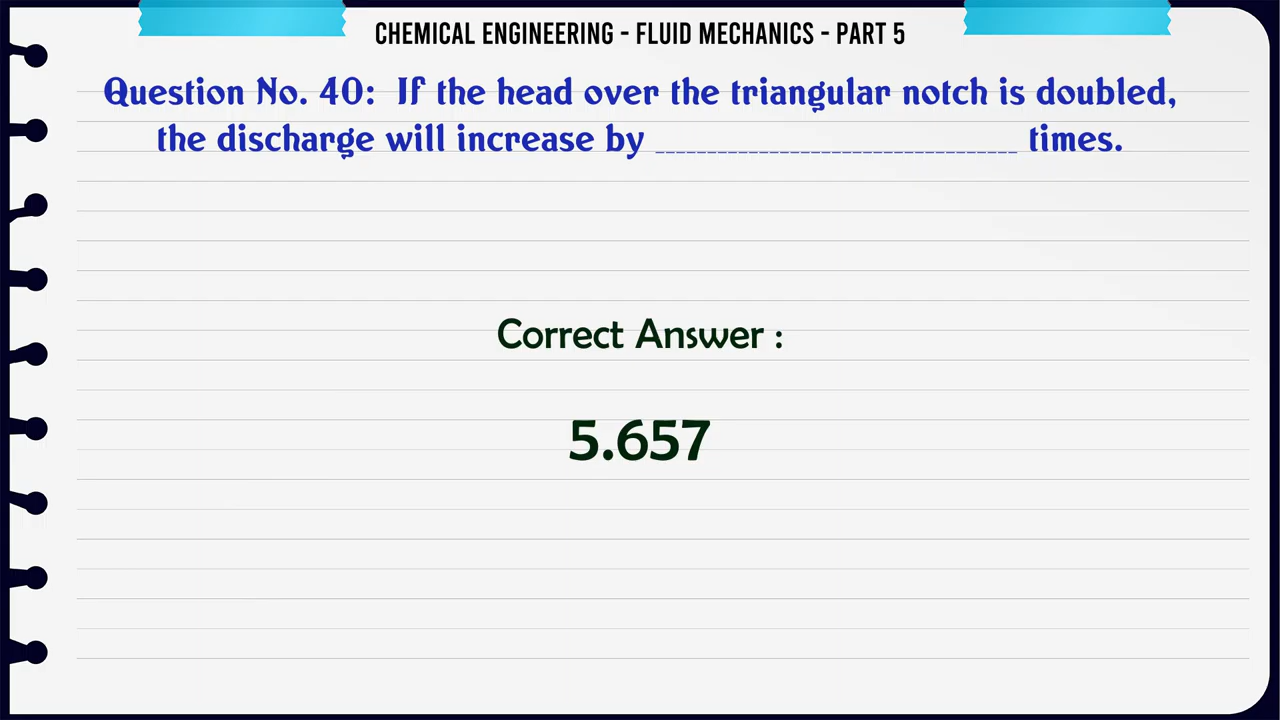 CHEMICAL ENGINEERING - FLUID MECHANICS - PART 5
Question No. 40: If the head over the triangular notch is doubled,
the discharge will increase by _________________________________ times.
Correct Answer :
5.657